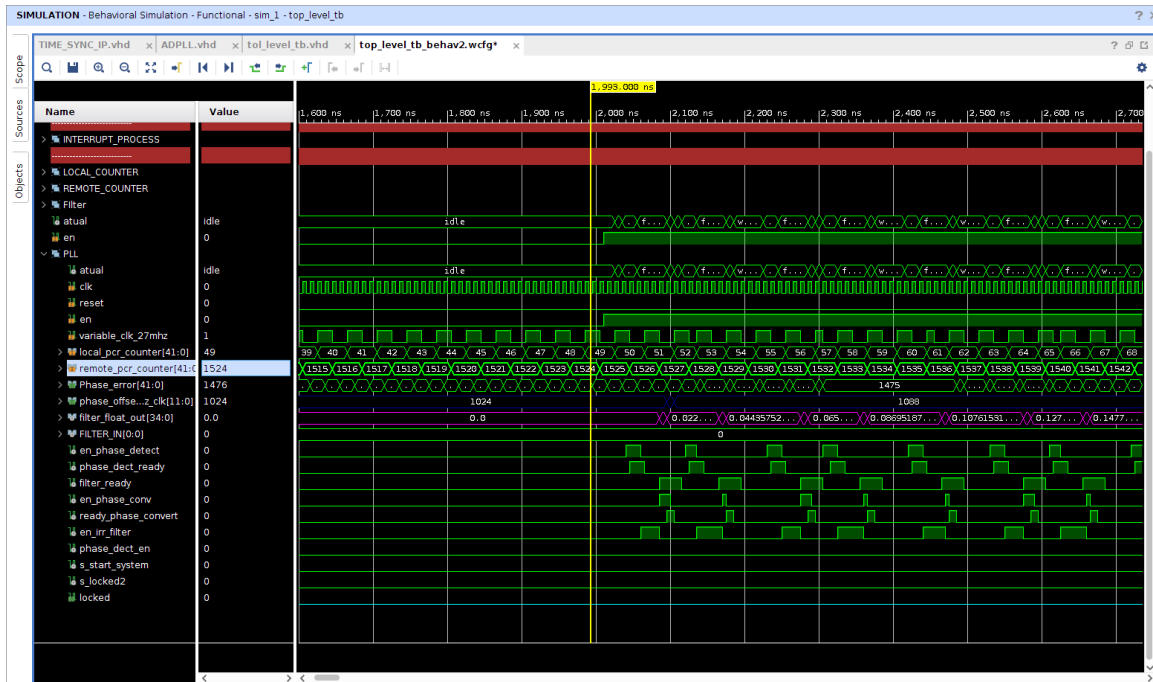 SIMULATION - Behavioral Simulation - Functional - sim_1 - top_level_tb ?
TIME_SYNC_IP.vhd × ADPLL.vhd × tol_level_tb.vhd × top_level_tb_behav2.wcfg* × ?
Scope
Sources
Objects
1,993.000 ns
Name Value 1,600 ns 1,700 ns 1,800 ns 1,900 ns 2,000 ns 2,100 ns 2,200 ns 2,300 ns 2,400 ns 2,500 ns 2,600 ns 2,700
> INTERRUPT_PROCESS
---------------------------
> LOCAL_COUNTER
> REMOTE_COUNTER
> Filter
atual idle idle . f... f... w... . f... f... w... f... w... . f... w... .
en 0
PLL
atual idle idle . f... f... w... . f... f... w... f... w... . f... w... .
clk 0
reset 0
en 0
variable_clk_27mhz 1
> local_pcr_counter[41:0] 49 39 40 41 42 43 44 45 46 47 48 49 50 51 52 53 54 55 56 57 58 59 60 61 62 63 64 65 66 67 68
> remote_pcr_counter[41:0 1524 1515 1516 1517 1518 1519 1520 1521 1522 1523 1524 1525 1526 1527 1528 1529 1530 1531 1532 1533 1534 1535 1536 1537 1538 1539 1540 1541 1542
> Phase_error[41:0] 1476 1475
> phase_offse...z_clk[11:0] 1024 1024 1088
> filter_float_out[34:0] 0.0 0.0 0.022... 0.04435752... 0.065... 0.08695187... 0.10761531... 0.127... 0.1477...
> FILTER_IN[0:0] 0 0
en_phase_detect 0
phase_dect_ready 0
filter_ready 0
en_phase_conv 0
ready_phase_convert 0
en_irr_filter 0
phase_dect_en 0
s_start_system 0
s_locked2 0
locked 0